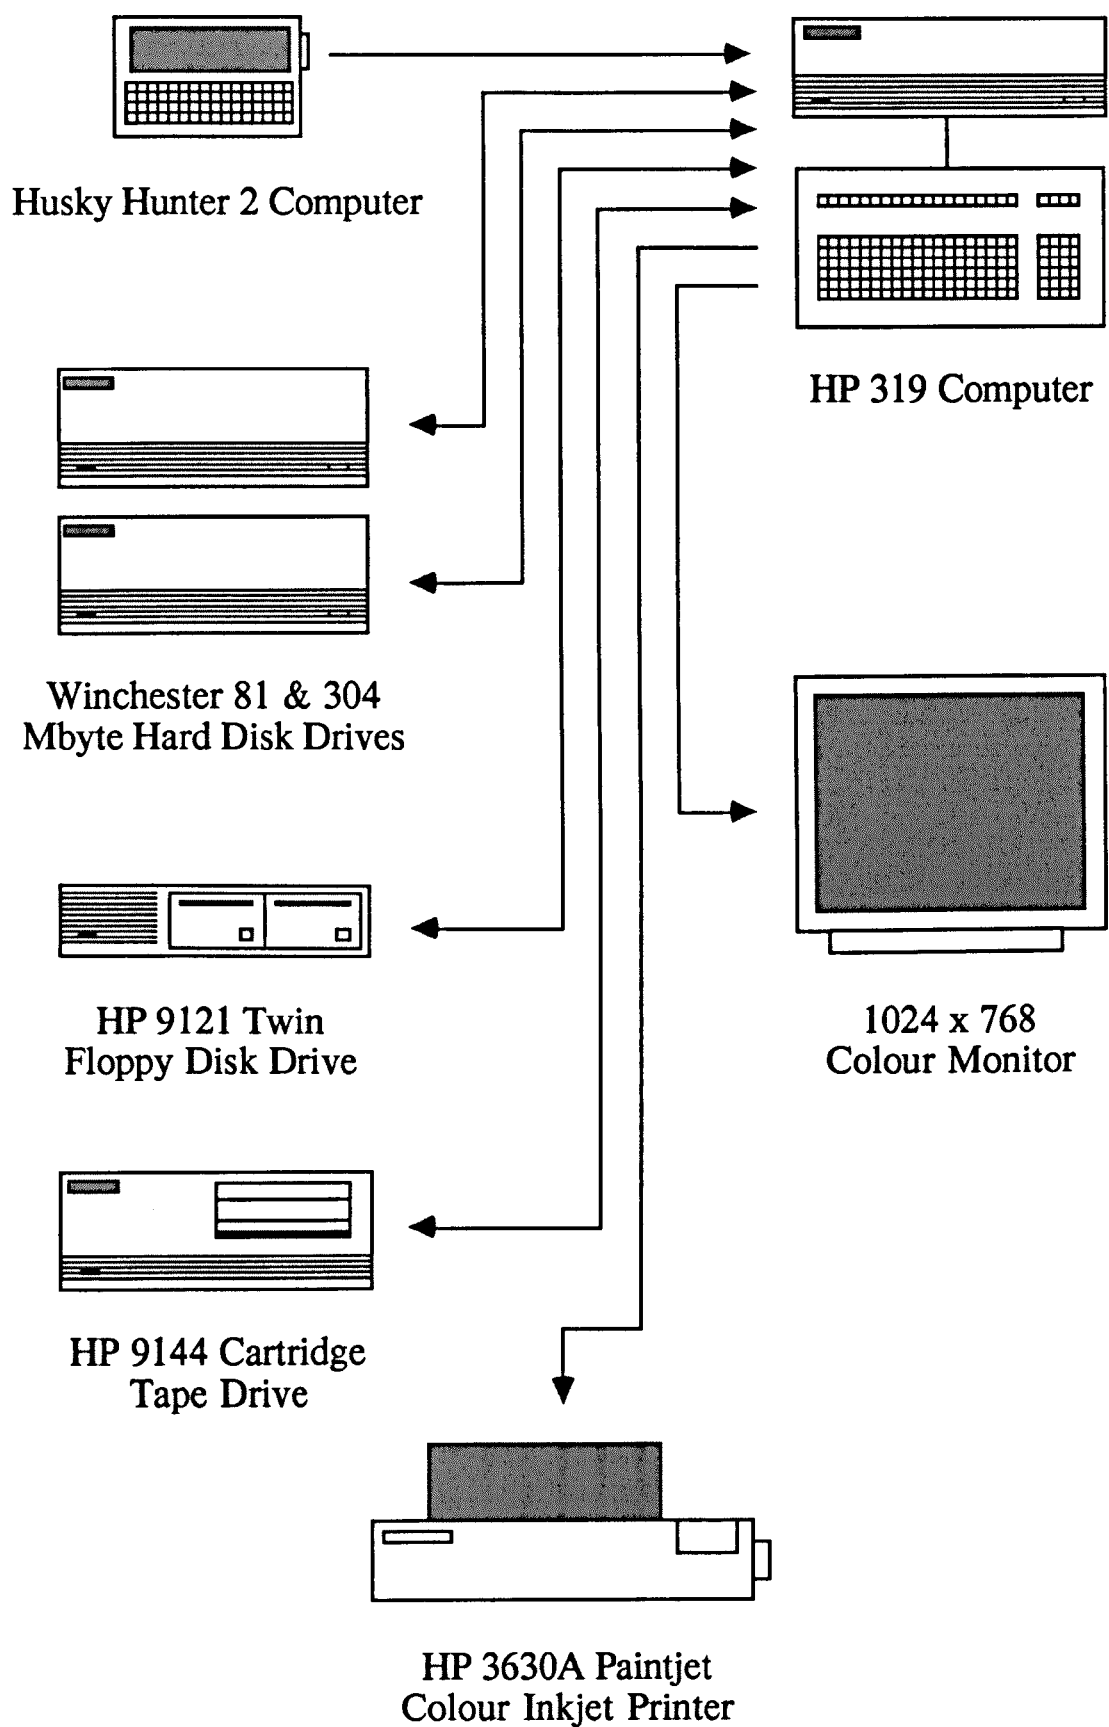 Husky Hunter 2 Computer
HP 319 Computer
Winchester 81 & 304
Mbyte Hard Disk Drives
HP 9121 Twin
Floppy Disk Drive
1024 x 768
Colour Monitor
HP 9144 Cartridge
Tape Drive
HP 3630A Paintjet
Colour Inkjet Printer